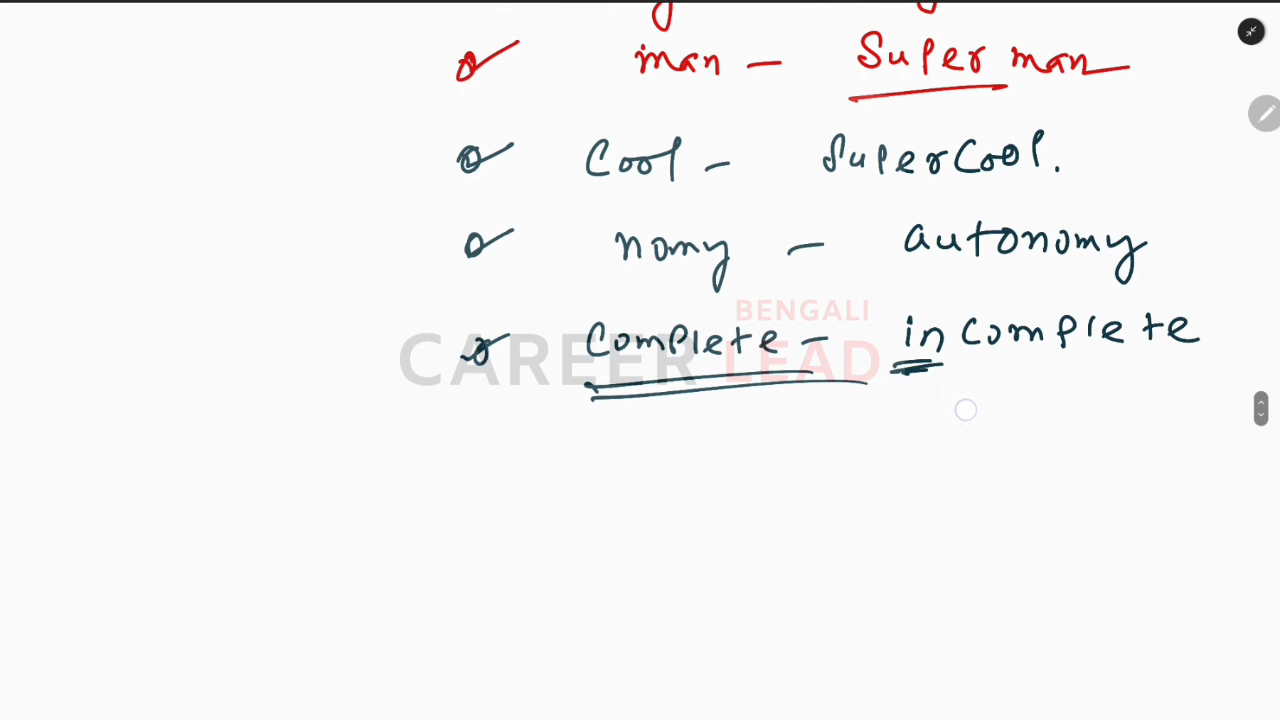 man - Superman
Cool - SuperCool.
nomy - autonomy
BENGALI
CAREER LEAD
Complete - incomplete